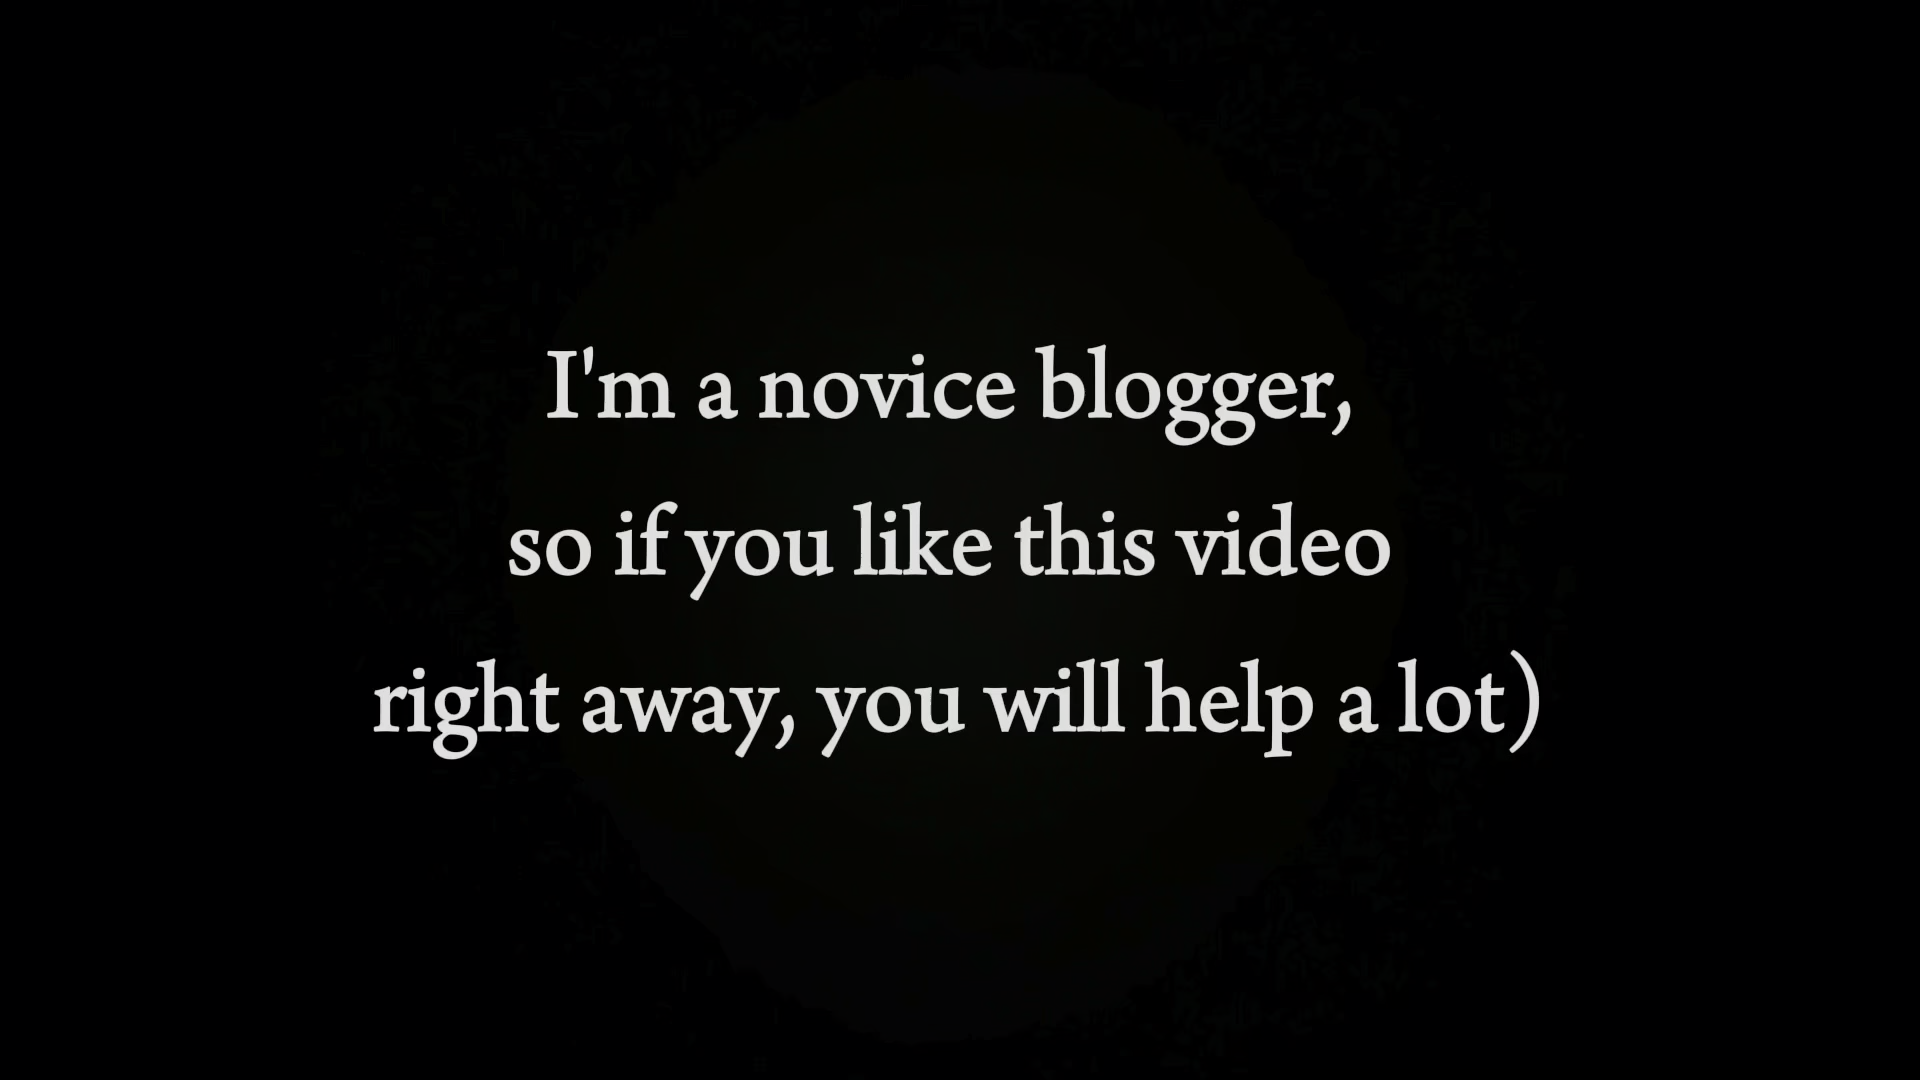 I'm a novice blogger,
so if you like this video
right away, you will help a lot)